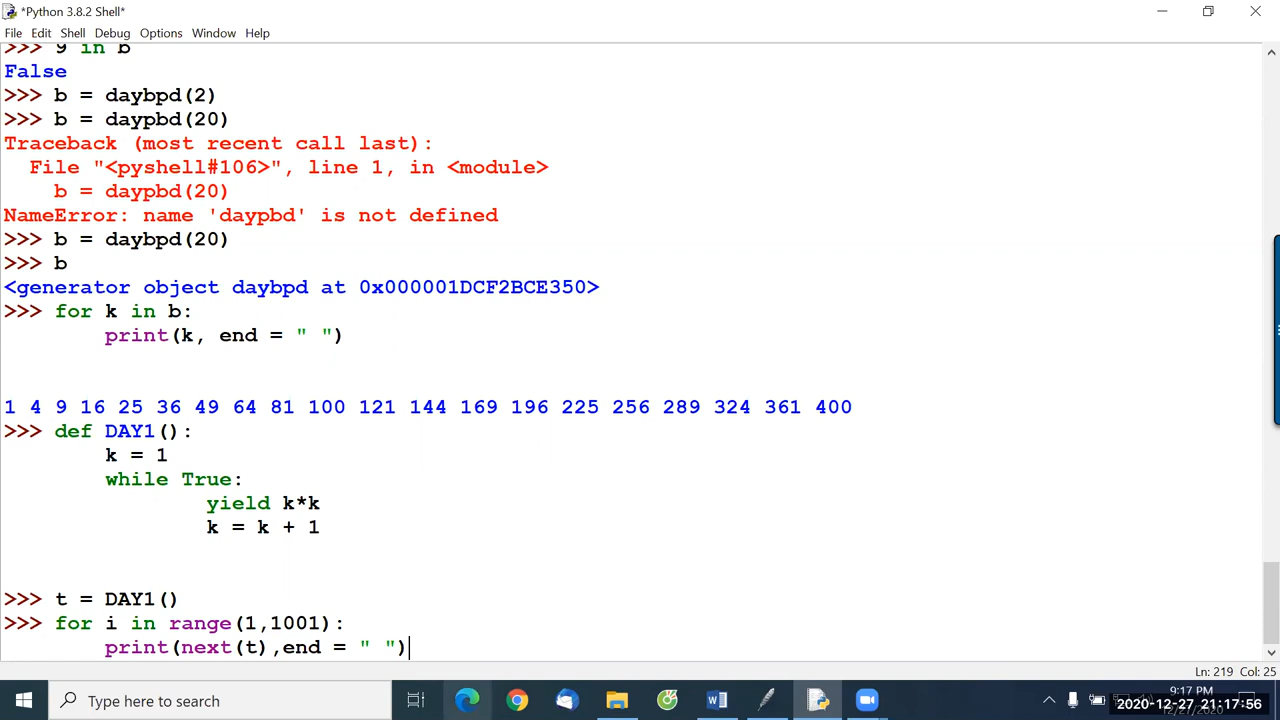 *Python 3.8.2 Shell*
File Edit Shell Debug Options Window Help
>>> 9 in b
False
>>> b = daybpd(2)
>>> b = daypbd(20)
Traceback (most recent call last):
  File "<pyshell#106>", line 1, in <module>
    b = daypbd(20)
NameError: name 'daypbd' is not defined
>>> b = daybpd(20)
>>> b
<generator object daybpd at 0x000001DCF2BCE350>
>>> for k in b:
        print(k, end = " ")
1 4 9 16 25 36 49 64 81 100 121 144 169 196 225 256 289 324 361 400
>>> def DAY1():
        k = 1
        while True:
                yield k*k
                k = k + 1
>>> t = DAY1()
>>> for i in range(1,1001):
        print(next(t),end = " ")
Ln: 219 Col: 25
Type here to search
9:17 PM
12/27/2020
2020-12-27 21:17:56